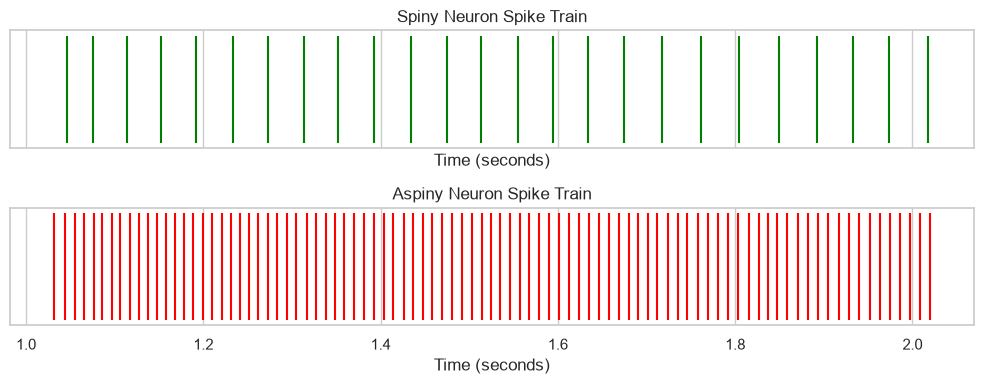 Spiny Neuron Spike Train
Time (seconds)
Aspiny Neuron Spike Train
1.0 1.2 1.4 1.6 1.8 2.0
Time (seconds)